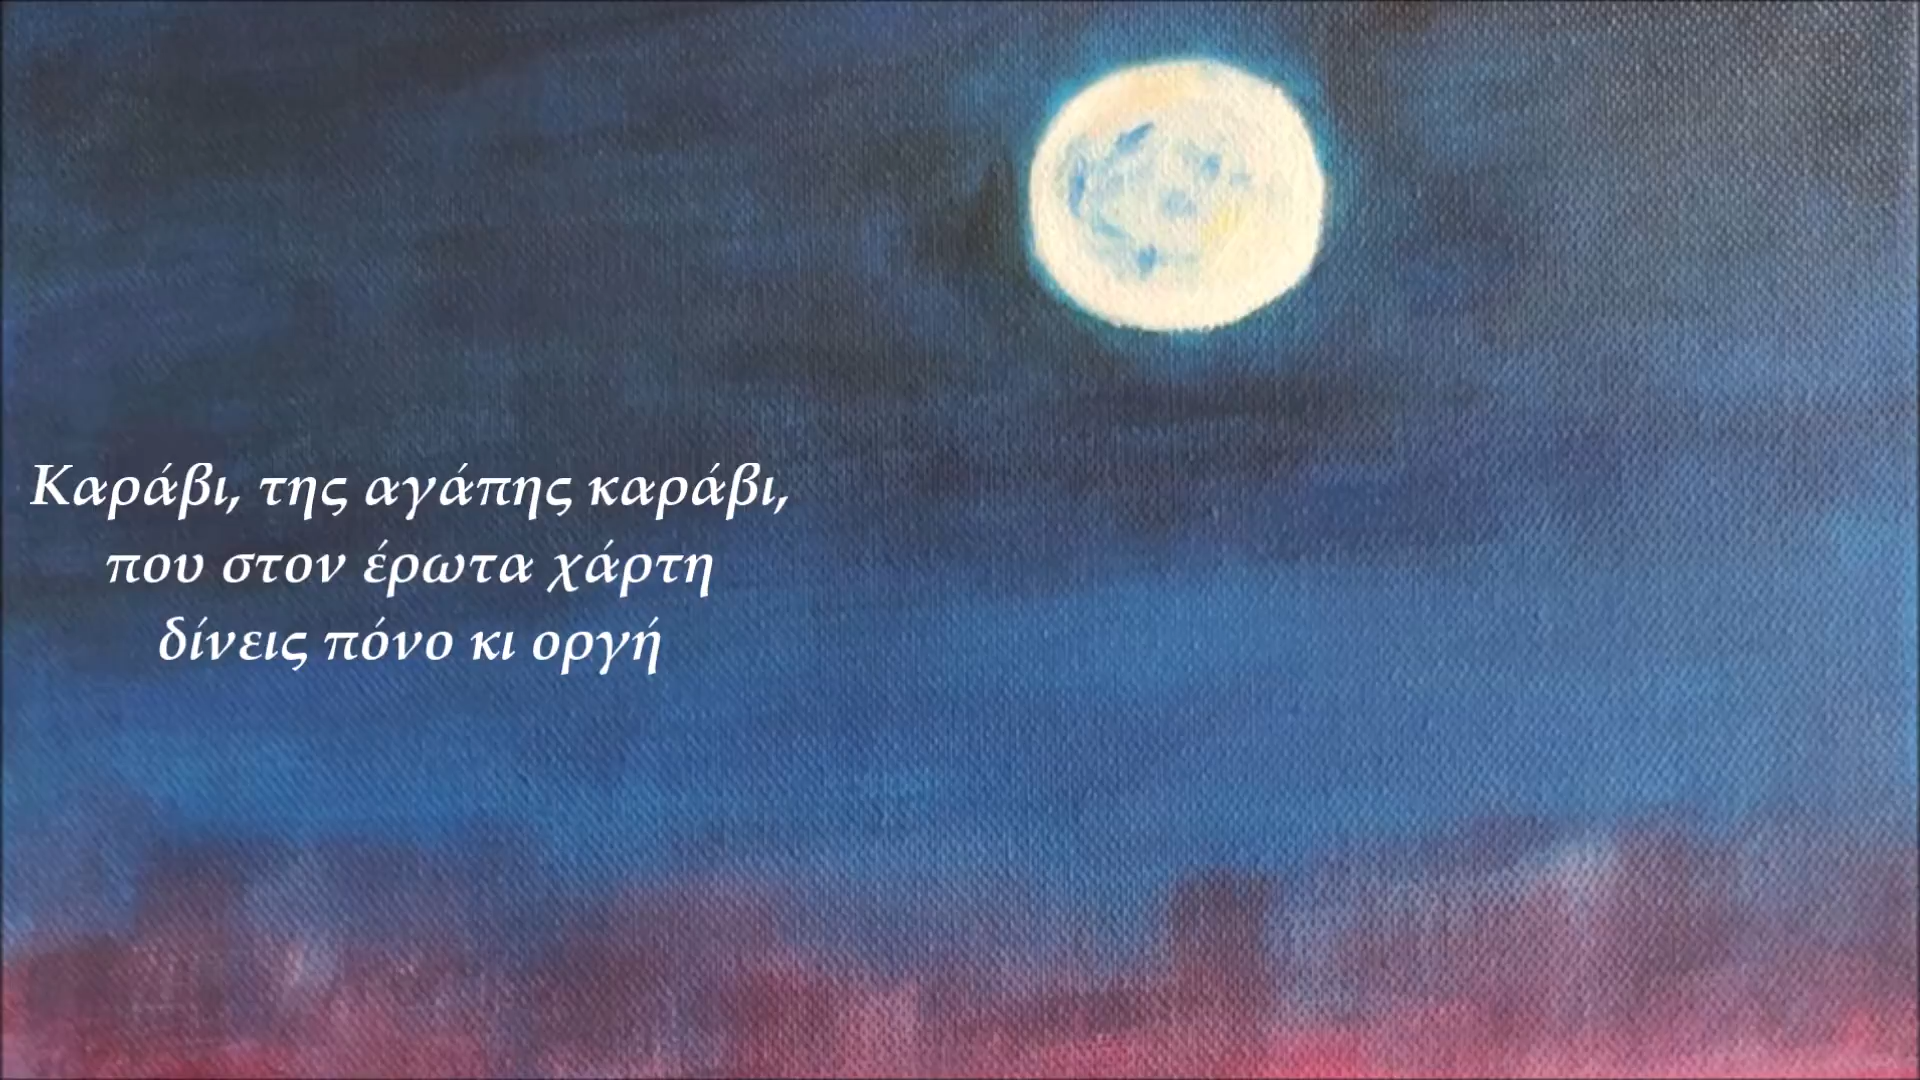 Καράβι, της αγάπης καράβι,
που στον έρωτα χάρτη
δίνεις πόνο κι οργή